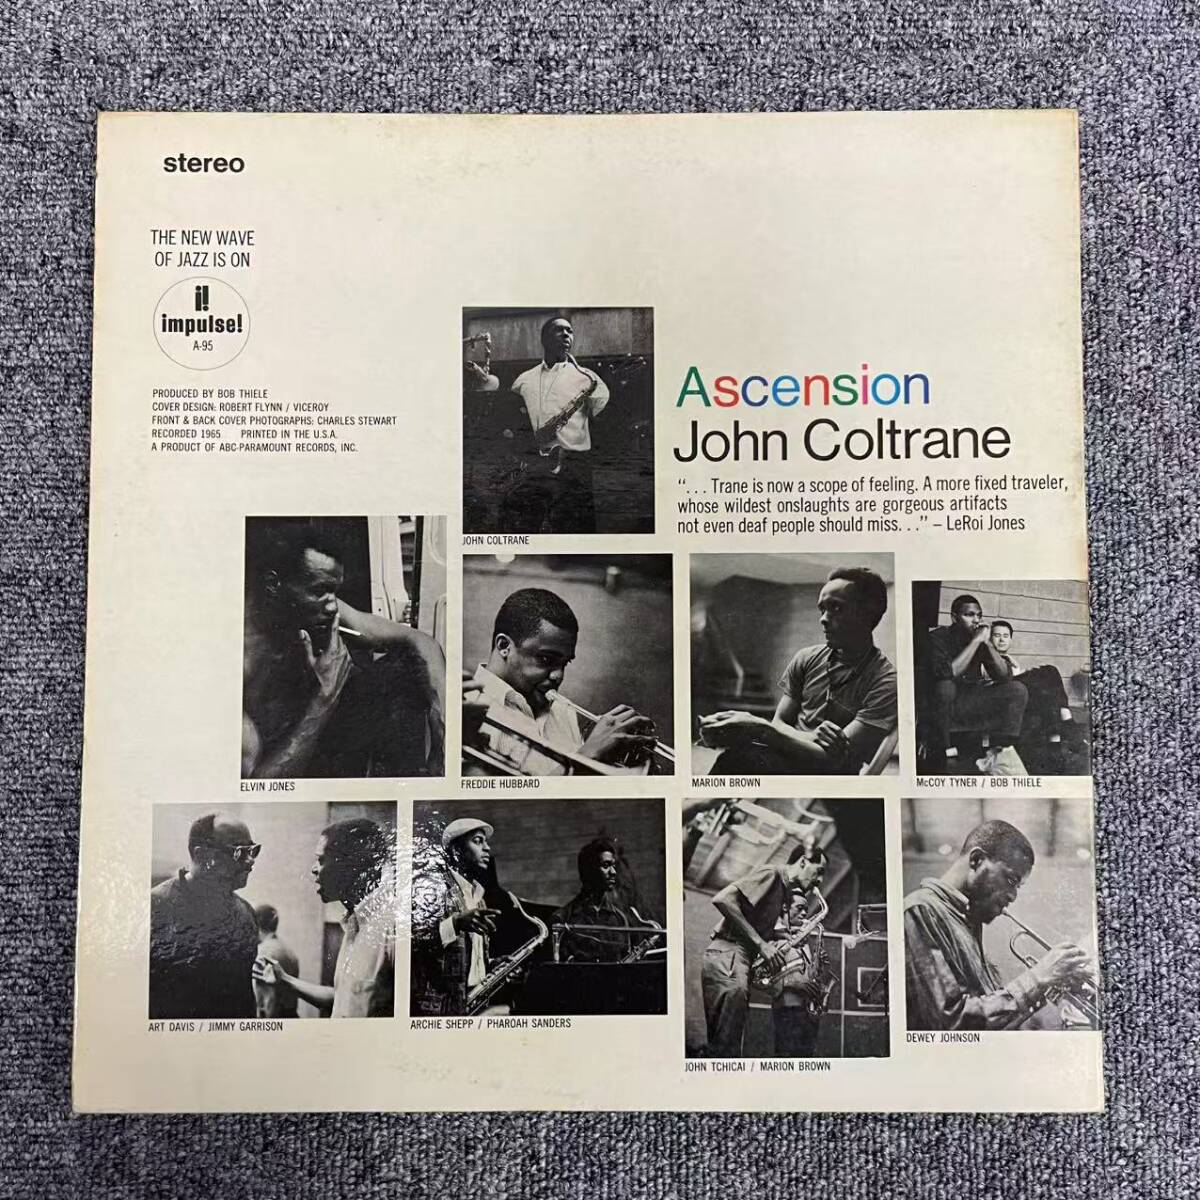 stereo
THE NEW WAVE
OF JAZZ IS ON
i!
impulse!
A-95
PRODUCED BY BOB THIELE
COVER DESIGN: ROBERT FLYNN / VICEROY
FRONT & BACK COVER PHOTOGRAPHS: CHARLES STEWART
RECORDED 1965 PRINTED IN THE U.S.A.
A PRODUCT OF ABC-PARAMOUNT RECORDS, INC.
Ascension
John Coltrane
“. . . Trane is now a scope of feeling. A more fixed traveler,
whose wildest onslaughts are gorgeous artifacts
not even deaf people should miss. . .” – LeRoi Jones
JOHN COLTRANE
ELVIN JONES
FREDDIE HUBBARD
MARION BROWN
McCOY TYNER / BOB THIELE
ART DAVIS / JIMMY GARRISON
ARCHIE SHEPP / PHAROAH SANDERS
JOHN TCHICAI / MARION BROWN
DEWEY JOHNSON